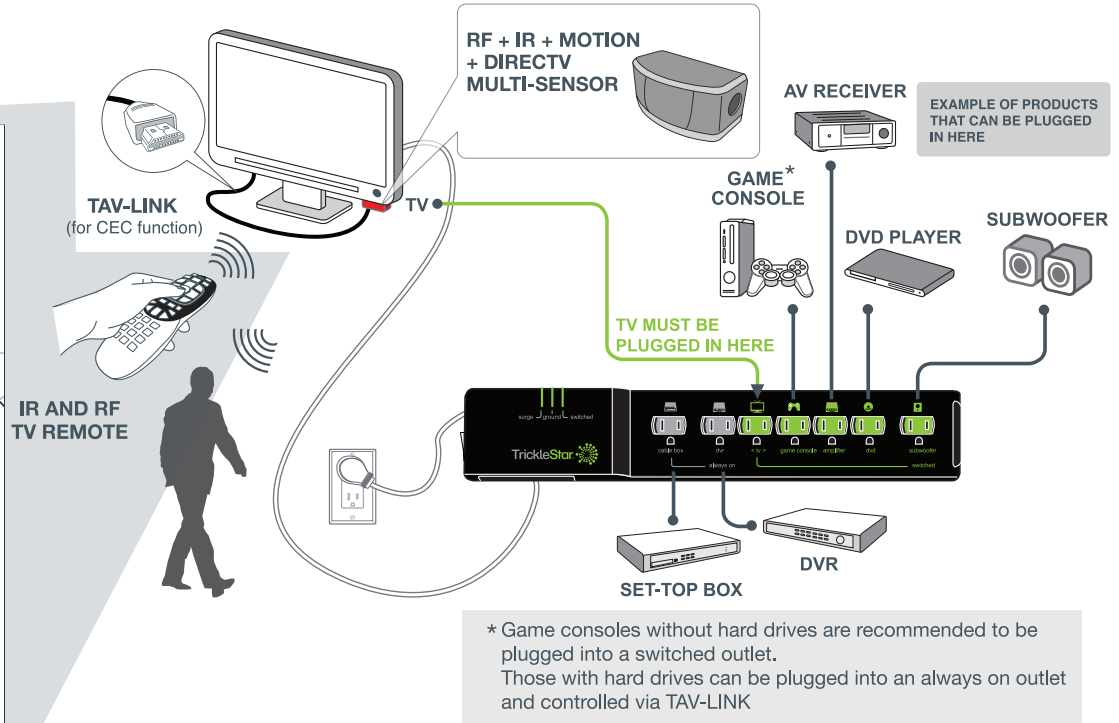 RF + IR + MOTION
+ DIRECTV
MULTI-SENSOR
AV RECEIVER
EXAMPLE OF PRODUCTS
THAT CAN BE PLUGGED
IN HERE
TAV-LINK
(for CEC function)
TV
GAME*
CONSOLE
DVD PLAYER
SUBWOOFER
TV MUST BE
PLUGGED IN HERE
IR AND RF
TV REMOTE
surge ground switched
TrickleStar
cable box dvr < tv > game console amplifier dvd subwoofer
always on switched
SET-TOP BOX
DVR
* Game consoles without hard drives are recommended to be
plugged into a switched outlet.
Those with hard drives can be plugged into an always on outlet
and controlled via TAV-LINK